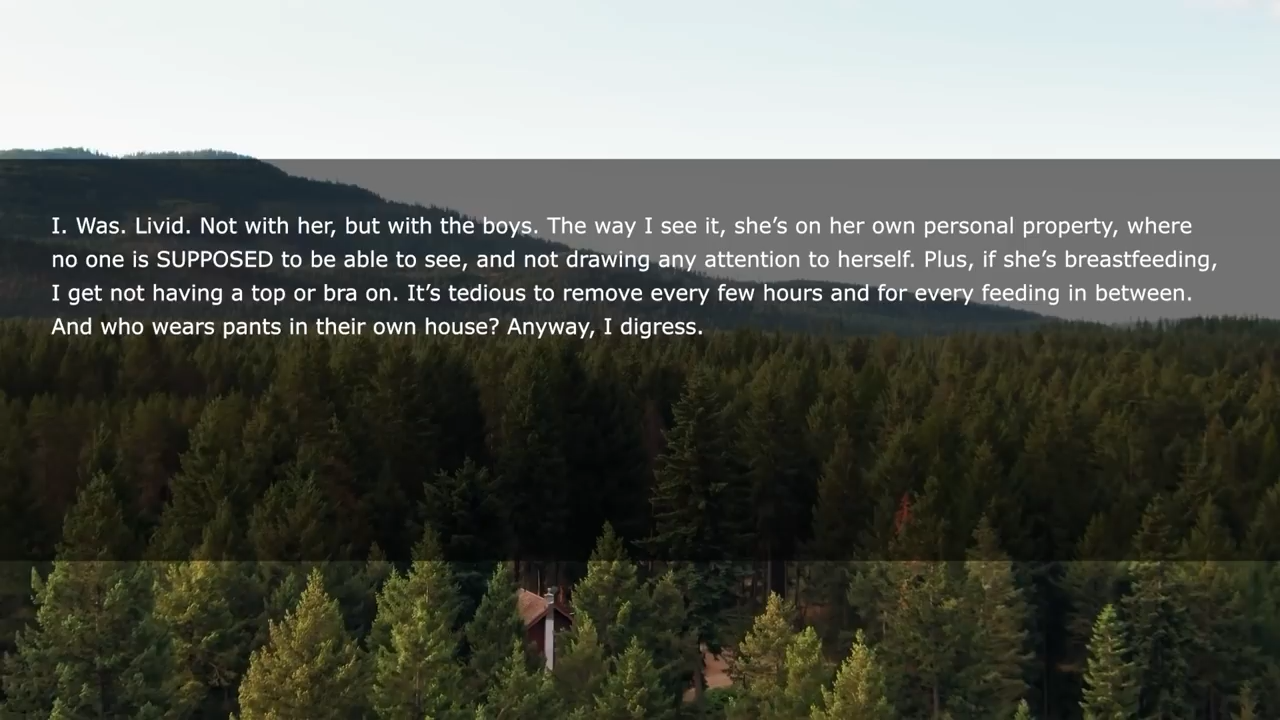 I. Was. Livid. Not with her, but with the boys. The way I see it, she’s on her own personal property, where
no one is SUPPOSED to be able to see, and not drawing any attention to herself. Plus, if she’s breastfeeding,
I get not having a top or bra on. It’s tedious to remove every few hours and for every feeding in between.
And who wears pants in their own house? Anyway, I digress.